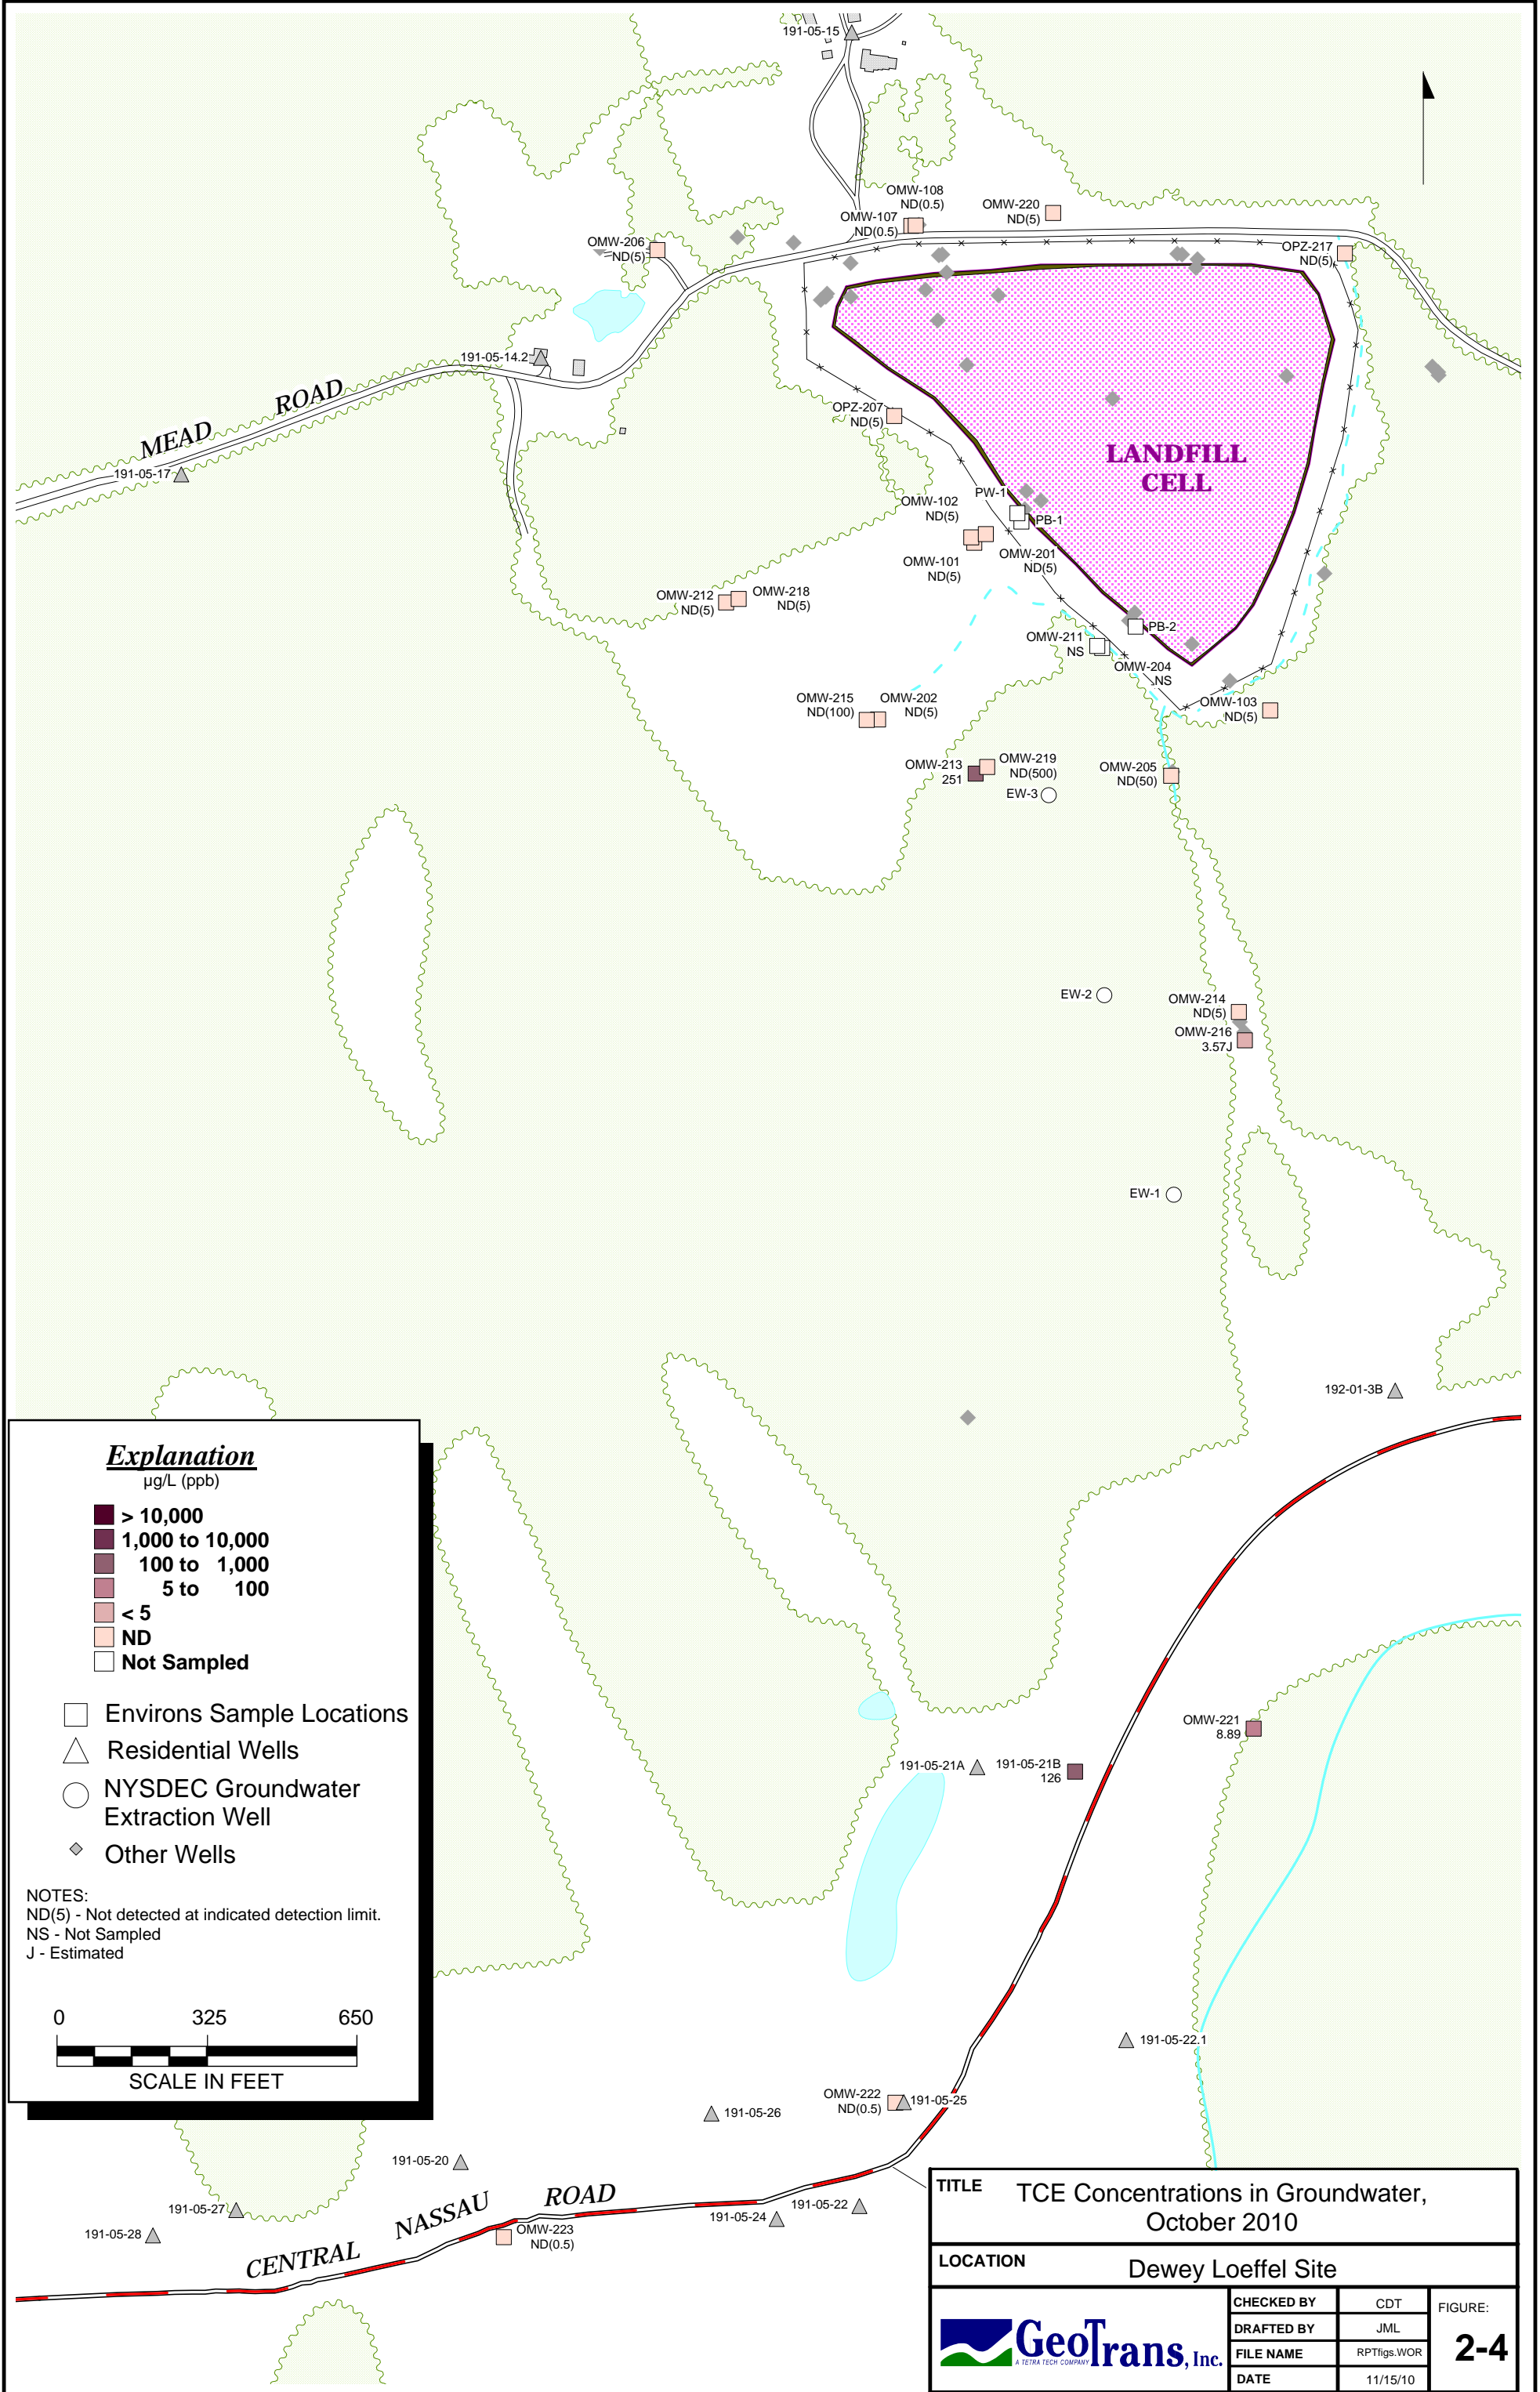 191-05-15
OMW-108
ND(0.5)
OMW-107
ND(0.5)
OMW-220
ND(5)
OMW-206
ND(5)
OPZ-217
ND(5)
191-05-14.2
MEAD ROAD
191-05-17
OPZ-207
ND(5)
LANDFILL
CELL
PW-1
PB-1
OMW-102
ND(5)
OMW-101
ND(5)
OMW-201
ND(5)
OMW-212
ND(5)
OMW-218
ND(5)
PB-2
OMW-211
NS
OMW-204
NS
OMW-215
ND(100)
OMW-202
ND(5)
OMW-103
ND(5)
OMW-213
251
OMW-219
ND(500)
EW-3
OMW-205
ND(50)
EW-2
OMW-214
ND(5)
OMW-216
3.57J
EW-1
192-01-3B
Explanation
µg/L (ppb)
> 10,000
1,000 to 10,000
100 to 1,000
5 to 100
< 5
ND
Not Sampled
Environs Sample Locations
Residential Wells
NYSDEC Groundwater
Extraction Well
Other Wells
NOTES:
ND(5) - Not detected at indicated detection limit.
NS - Not Sampled
J - Estimated
0 325 650
SCALE IN FEET
OMW-221
8.89
191-05-21A
191-05-21B
126
191-05-22.1
OMW-222
ND(0.5)
191-05-25
191-05-26
191-05-20
191-05-27
191-05-28
191-05-22
191-05-24
OMW-223
ND(0.5)
CENTRAL NASSAU ROAD
TITLE
TCE Concentrations in Groundwater,
October 2010
LOCATION
Dewey Loeffel Site
GeoTrans, Inc.
A TETRA TECH COMPANY
CHECKED BY CDT
DRAFTED BY JML
FILE NAME RPTfigs.WOR
DATE 11/15/10
FIGURE:
2-4